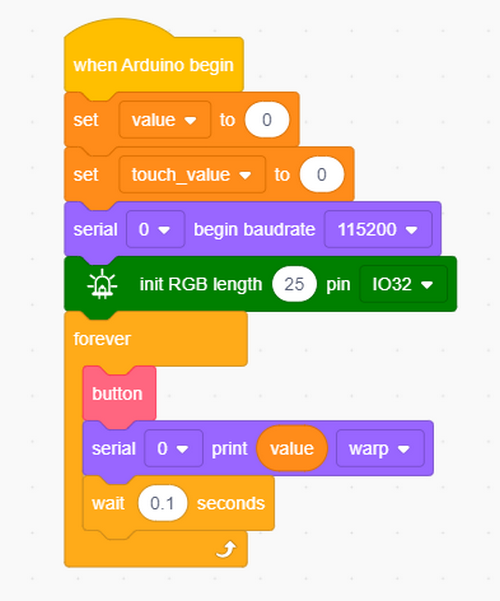 when Arduino begin
set value to 0
set touch_value to 0
serial 0 begin baudrate 115200
init RGB length 25 pin IO32
forever
button
serial 0 print value warp
wait 0.1 seconds